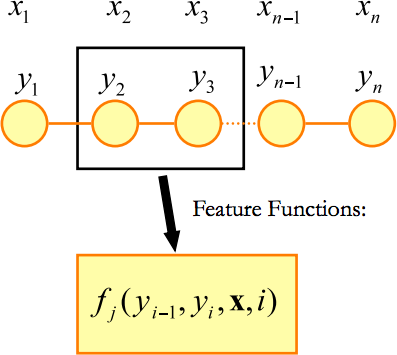 x₁ x₂ x₃ xₙ₋₁ xₙ
y₁ y₂ y₃ yₙ₋₁ yₙ
Feature Functions:
fⱼ(yᵢ₋₁, yᵢ, 𝐱, i)